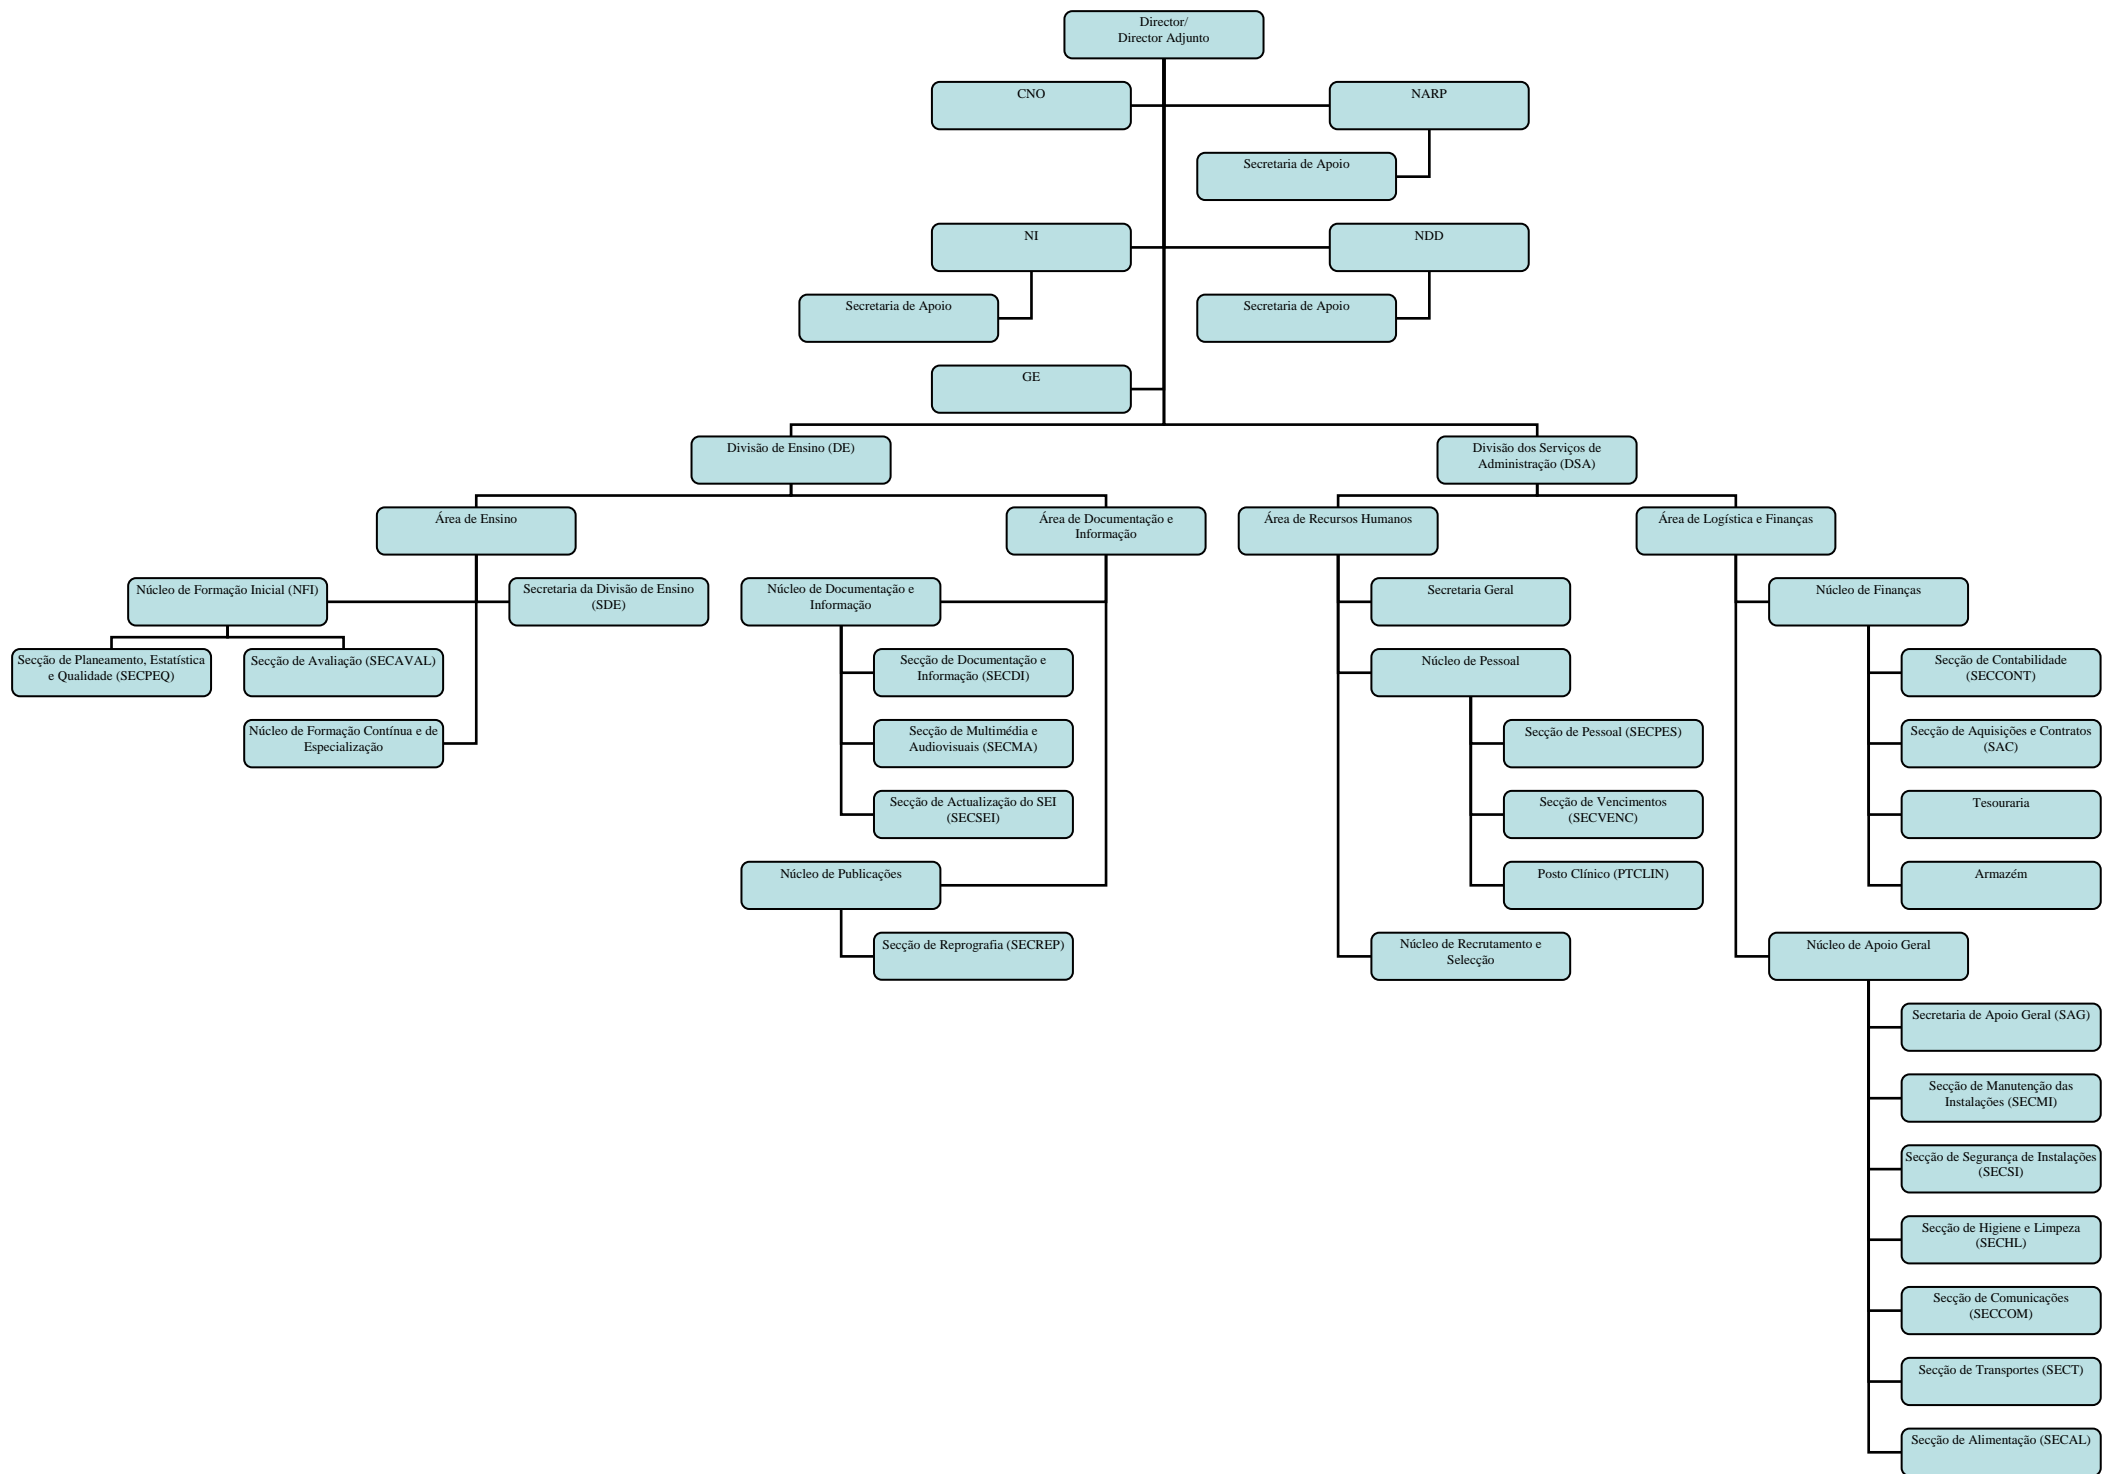 Director/
Director Adjunto
CNO
NARP
Secretaria de Apoio
NI
NDD
Secretaria de Apoio
Secretaria de Apoio
GE
Divisão de Ensino (DE)
Divisão dos Serviços de
Administração (DSA)
Área de Ensino
Área de Documentação e
Informação
Área de Recursos Humanos
Área de Logística e Finanças
Núcleo de Formação Inicial (NFI)
Secretaria da Divisão de Ensino
(SDE)
Secção de Planeamento, Estatística
e Qualidade (SECPEQ)
Secção de Avaliação (SECAVAL)
Núcleo de Formação Contínua e de
Especialização
Núcleo de Documentação e
Informação
Secção de Documentação e
Informação (SECDI)
Secção de Multimédia e
Audiovisuais (SECMA)
Secção de Actualização do SEI
(SECSEI)
Núcleo de Publicações
Secção de Reprografia (SECREP)
Secretaria Geral
Núcleo de Pessoal
Secção de Pessoal (SECPES)
Secção de Vencimentos
(SECVENC)
Posto Clínico (PTCLIN)
Núcleo de Recrutamento e
Selecção
Núcleo de Finanças
Secção de Contabilidade
(SECCONT)
Secção de Aquisições e Contratos
(SAC)
Tesouraria
Armazém
Núcleo de Apoio Geral
Secretaria de Apoio Geral (SAG)
Secção de Manutenção das
Instalações (SECMI)
Secção de Segurança de Instalações
(SECSI)
Secção de Higiene e Limpeza
(SECHL)
Secção de Comunicações
(SECCOM)
Secção de Transportes (SECT)
Secção de Alimentação (SECAL)